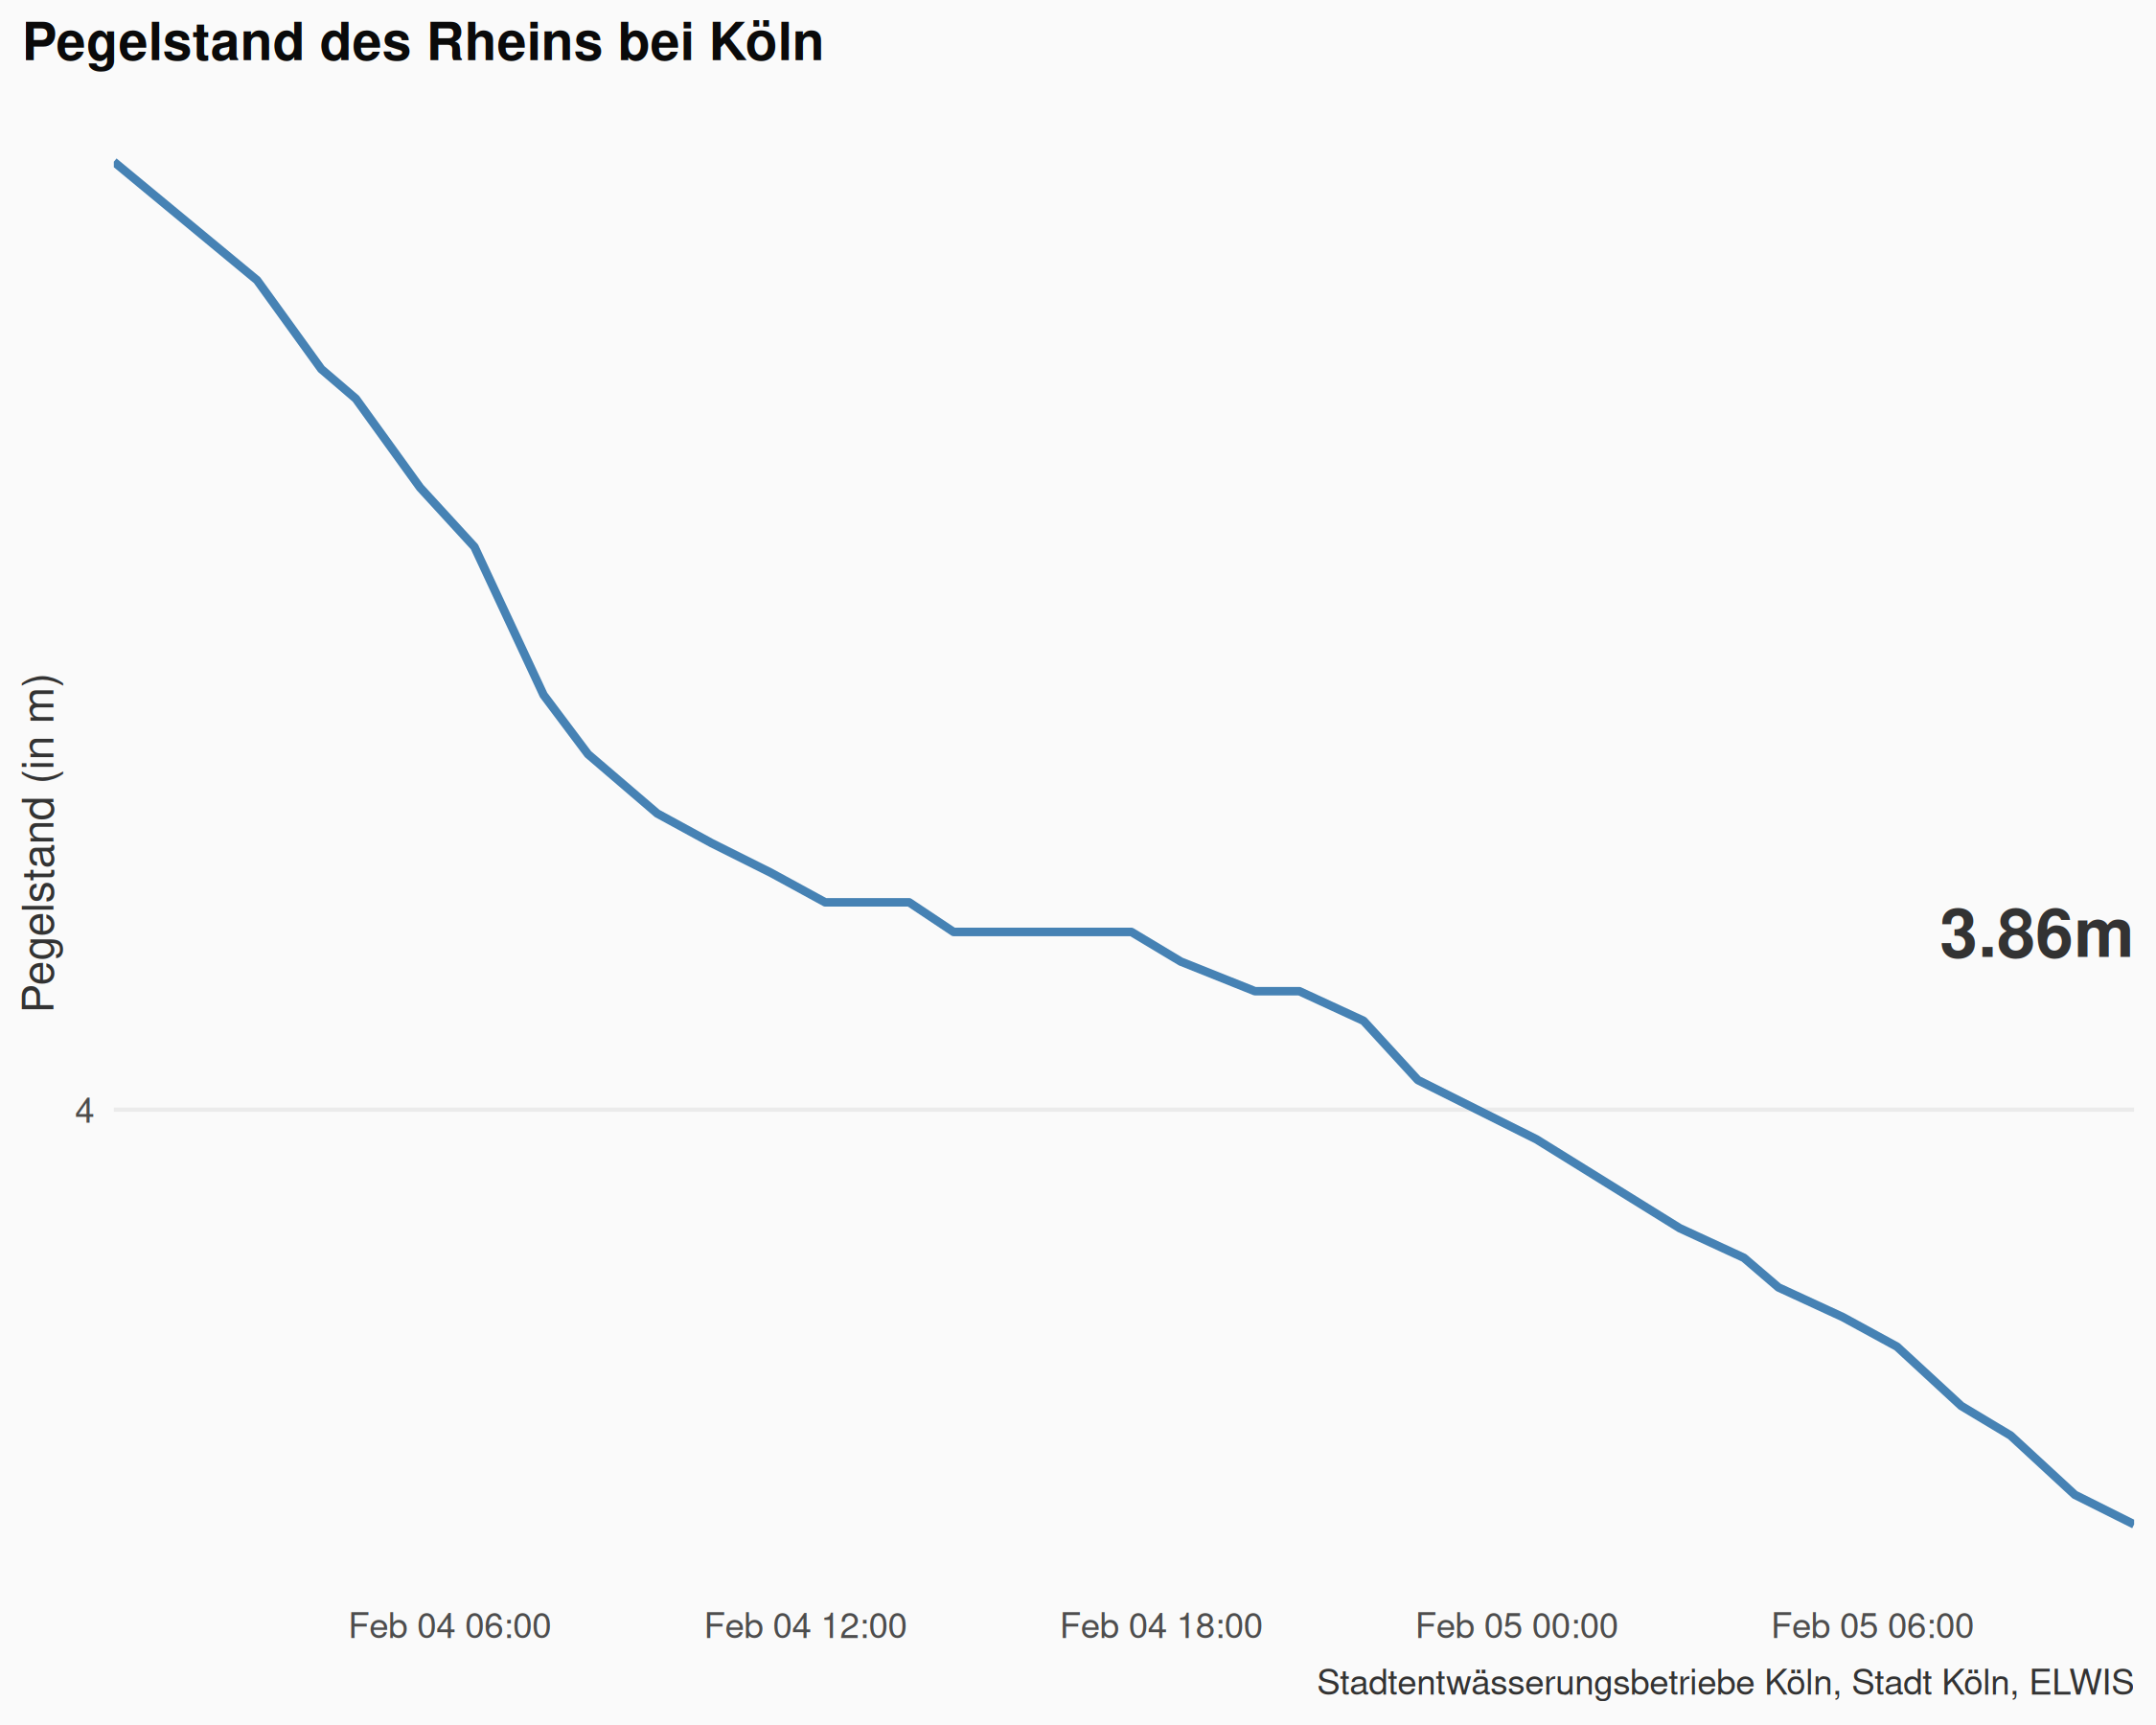 Pegelstand des Rheins bei Köln
Pegelstand (in m)
3.86m
4
Feb 04 06:00
Feb 04 12:00
Feb 04 18:00
Feb 05 00:00
Feb 05 06:00
Stadtentwässerungsbetriebe Köln, Stadt Köln, ELWIS